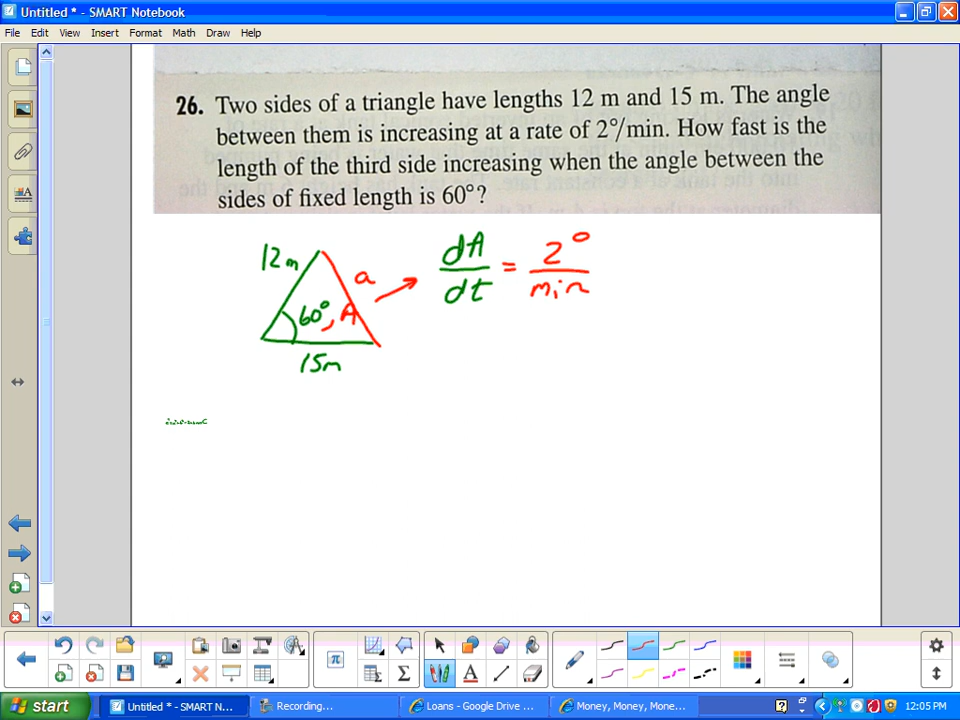 Untitled * - SMART Notebook
File Edit View Insert Format Math Draw Help
26. Two sides of a triangle have lengths 12 m and 15 m. The angle
between them is increasing at a rate of 2°/min. How fast is the
length of the third side increasing when the angle between the
sides of fixed length is 60°?
12m
a
60°, A
15m
dA/dt = 2°/min
start
Untitled * - SMART N...
Recording...
Loans - Google Drive ...
Money, Money, Mone...
12:05 PM